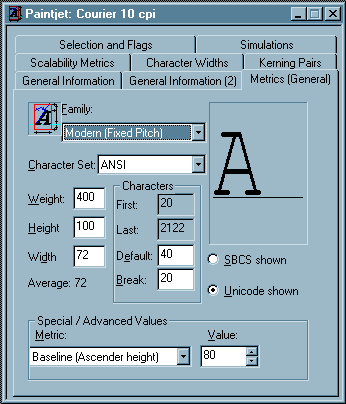 Paintjet: Courier 10 cpi
Selection and Flags
Simulations
Scalability Metrics
Character Widths
Kerning Pairs
General Information
General Information (2)
Metrics (General)
Family:
Modern (Fixed Pitch)
Character Set: ANSI
Weight: 400
Height 100
Width 72
Average: 72
Characters
First: 20
Last: 2122
Default: 40
Break: 20
A
SBCS shown
Unicode shown
Special / Advanced Values
Metric:
Value:
Baseline (Ascender height)
80